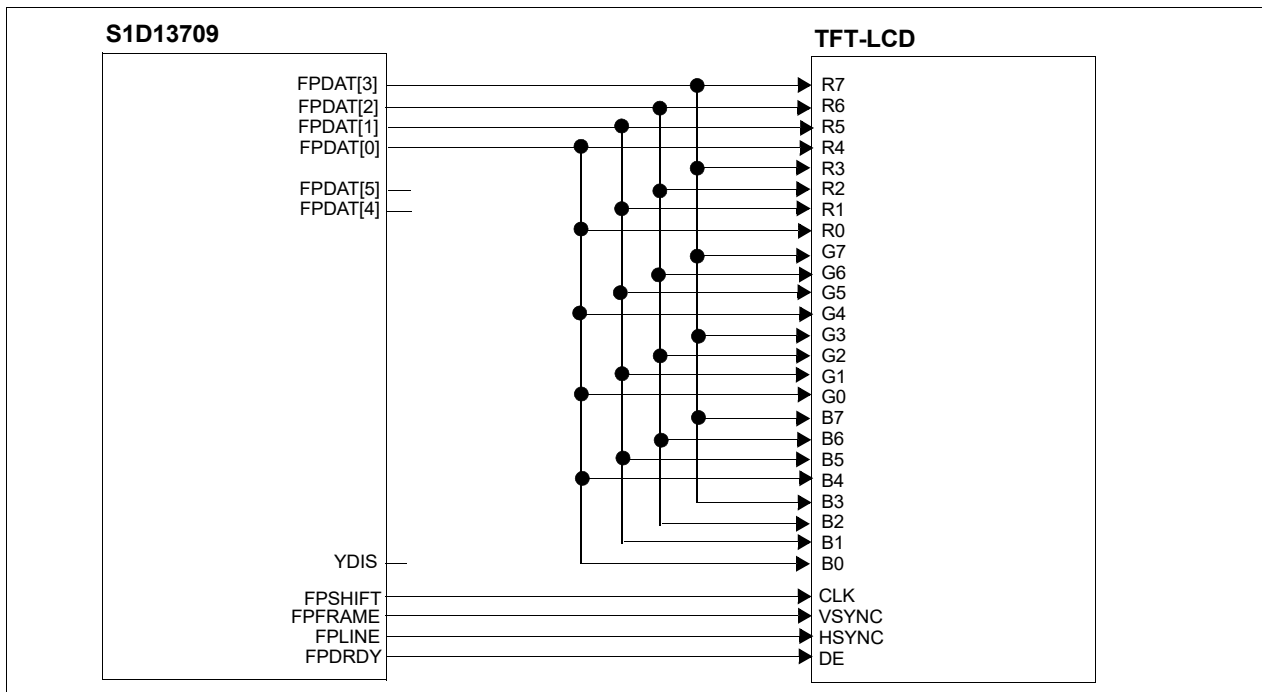 S1D13709
TFT-LCD
FPDAT[3]
FPDAT[2]
FPDAT[1]
FPDAT[0]
FPDAT[5]
FPDAT[4]
YDIS
FPSHIFT
FPFRAME
FPLINE
FPDRDY
R7
R6
R5
R4
R3
R2
R1
R0
G7
G6
G5
G4
G3
G2
G1
G0
B7
B6
B5
B4
B3
B2
B1
B0
CLK
VSYNC
HSYNC
DE